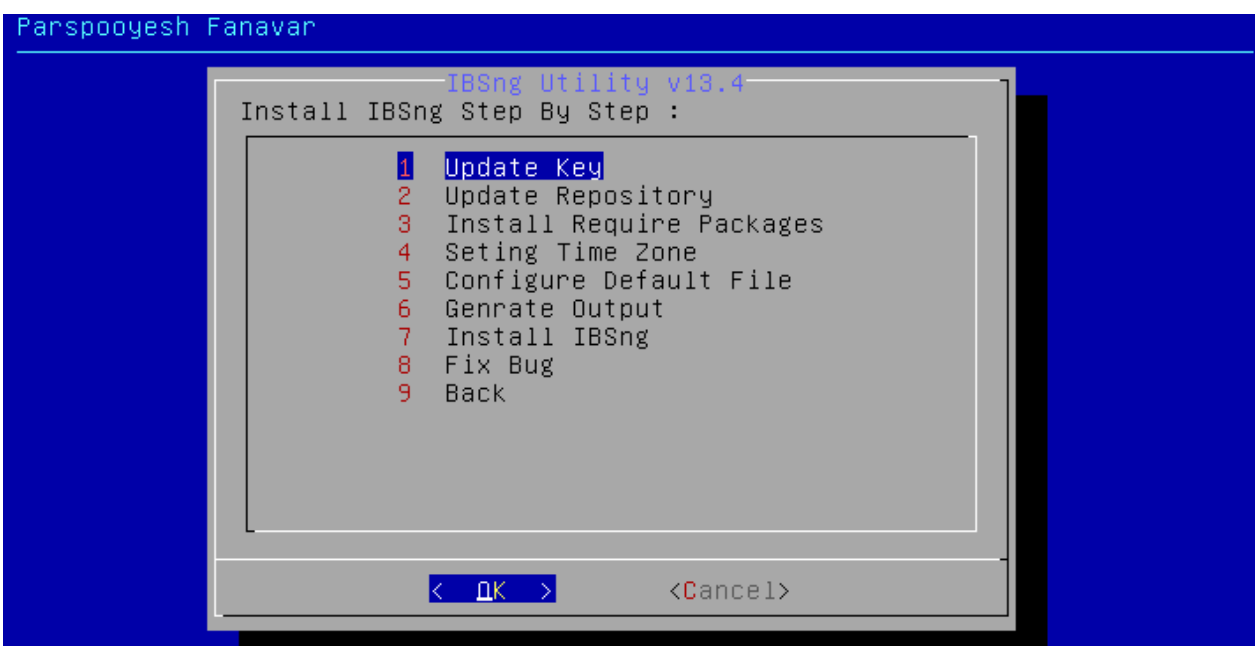 Parspooyesh Fanavar
IBSng Utility v13.4
Install IBSng Step By Step :
1 Update Key
2 Update Repository
3 Install Require Packages
4 Seting Time Zone
5 Configure Default File
6 Genrate Output
7 Install IBSng
8 Fix Bug
9 Back
< OK > <Cancel>